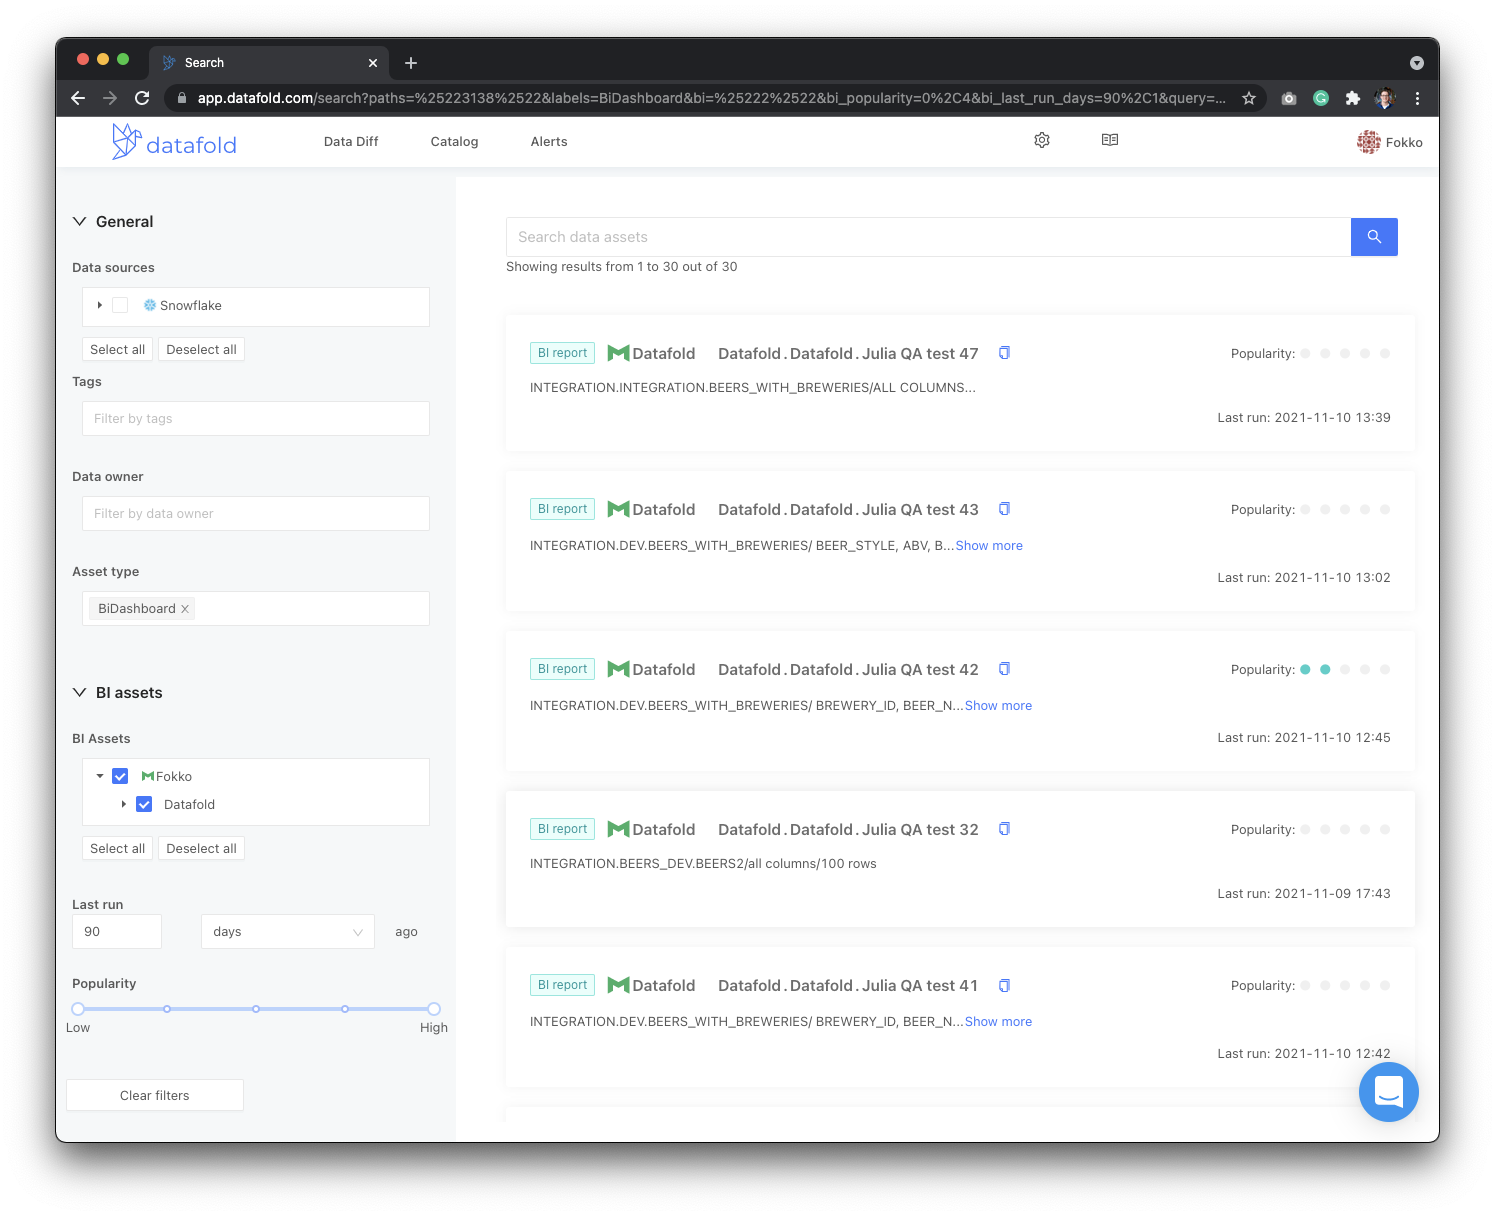 Search
app.datafold.com/search?paths=%25223138%2522&labels=BiDashboard&bi=%25222%2522&bi_popularity=0%2C4&bi_last_run_days=90%2C1&query=...
datafold
Data Diff
Catalog
Alerts
Fokko
General
Data sources
Snowflake
Select all
Deselect all
Tags
Filter by tags
Data owner
Filter by data owner
Asset type
BiDashboard
BI assets
BI Assets
Fokko
Datafold
Select all
Deselect all
Last run
90
days
ago
Popularity
Low
High
Clear filters
Search data assets
Showing results from 1 to 30 out of 30
BI report Datafold Datafold.Datafold.Julia QA test 47 Popularity:
INTEGRATION.INTEGRATION.BEERS_WITH_BREWERIES/ALL COLUMNS...
Last run: 2021-11-10 13:39
BI report Datafold Datafold.Datafold.Julia QA test 43 Popularity:
INTEGRATION.DEV.BEERS_WITH_BREWERIES/ BEER_STYLE, ABV, B...Show more
Last run: 2021-11-10 13:02
BI report Datafold Datafold.Datafold.Julia QA test 42 Popularity:
INTEGRATION.DEV.BEERS_WITH_BREWERIES/ BREWERY_ID, BEER_N...Show more
Last run: 2021-11-10 12:45
BI report Datafold Datafold.Datafold.Julia QA test 32 Popularity:
INTEGRATION.BEERS_DEV.BEERS2/all columns/100 rows
Last run: 2021-11-09 17:43
BI report Datafold Datafold.Datafold.Julia QA test 41 Popularity:
INTEGRATION.DEV.BEERS_WITH_BREWERIES/ BREWERY_ID, BEER_N...Show more
Last run: 2021-11-10 12:42